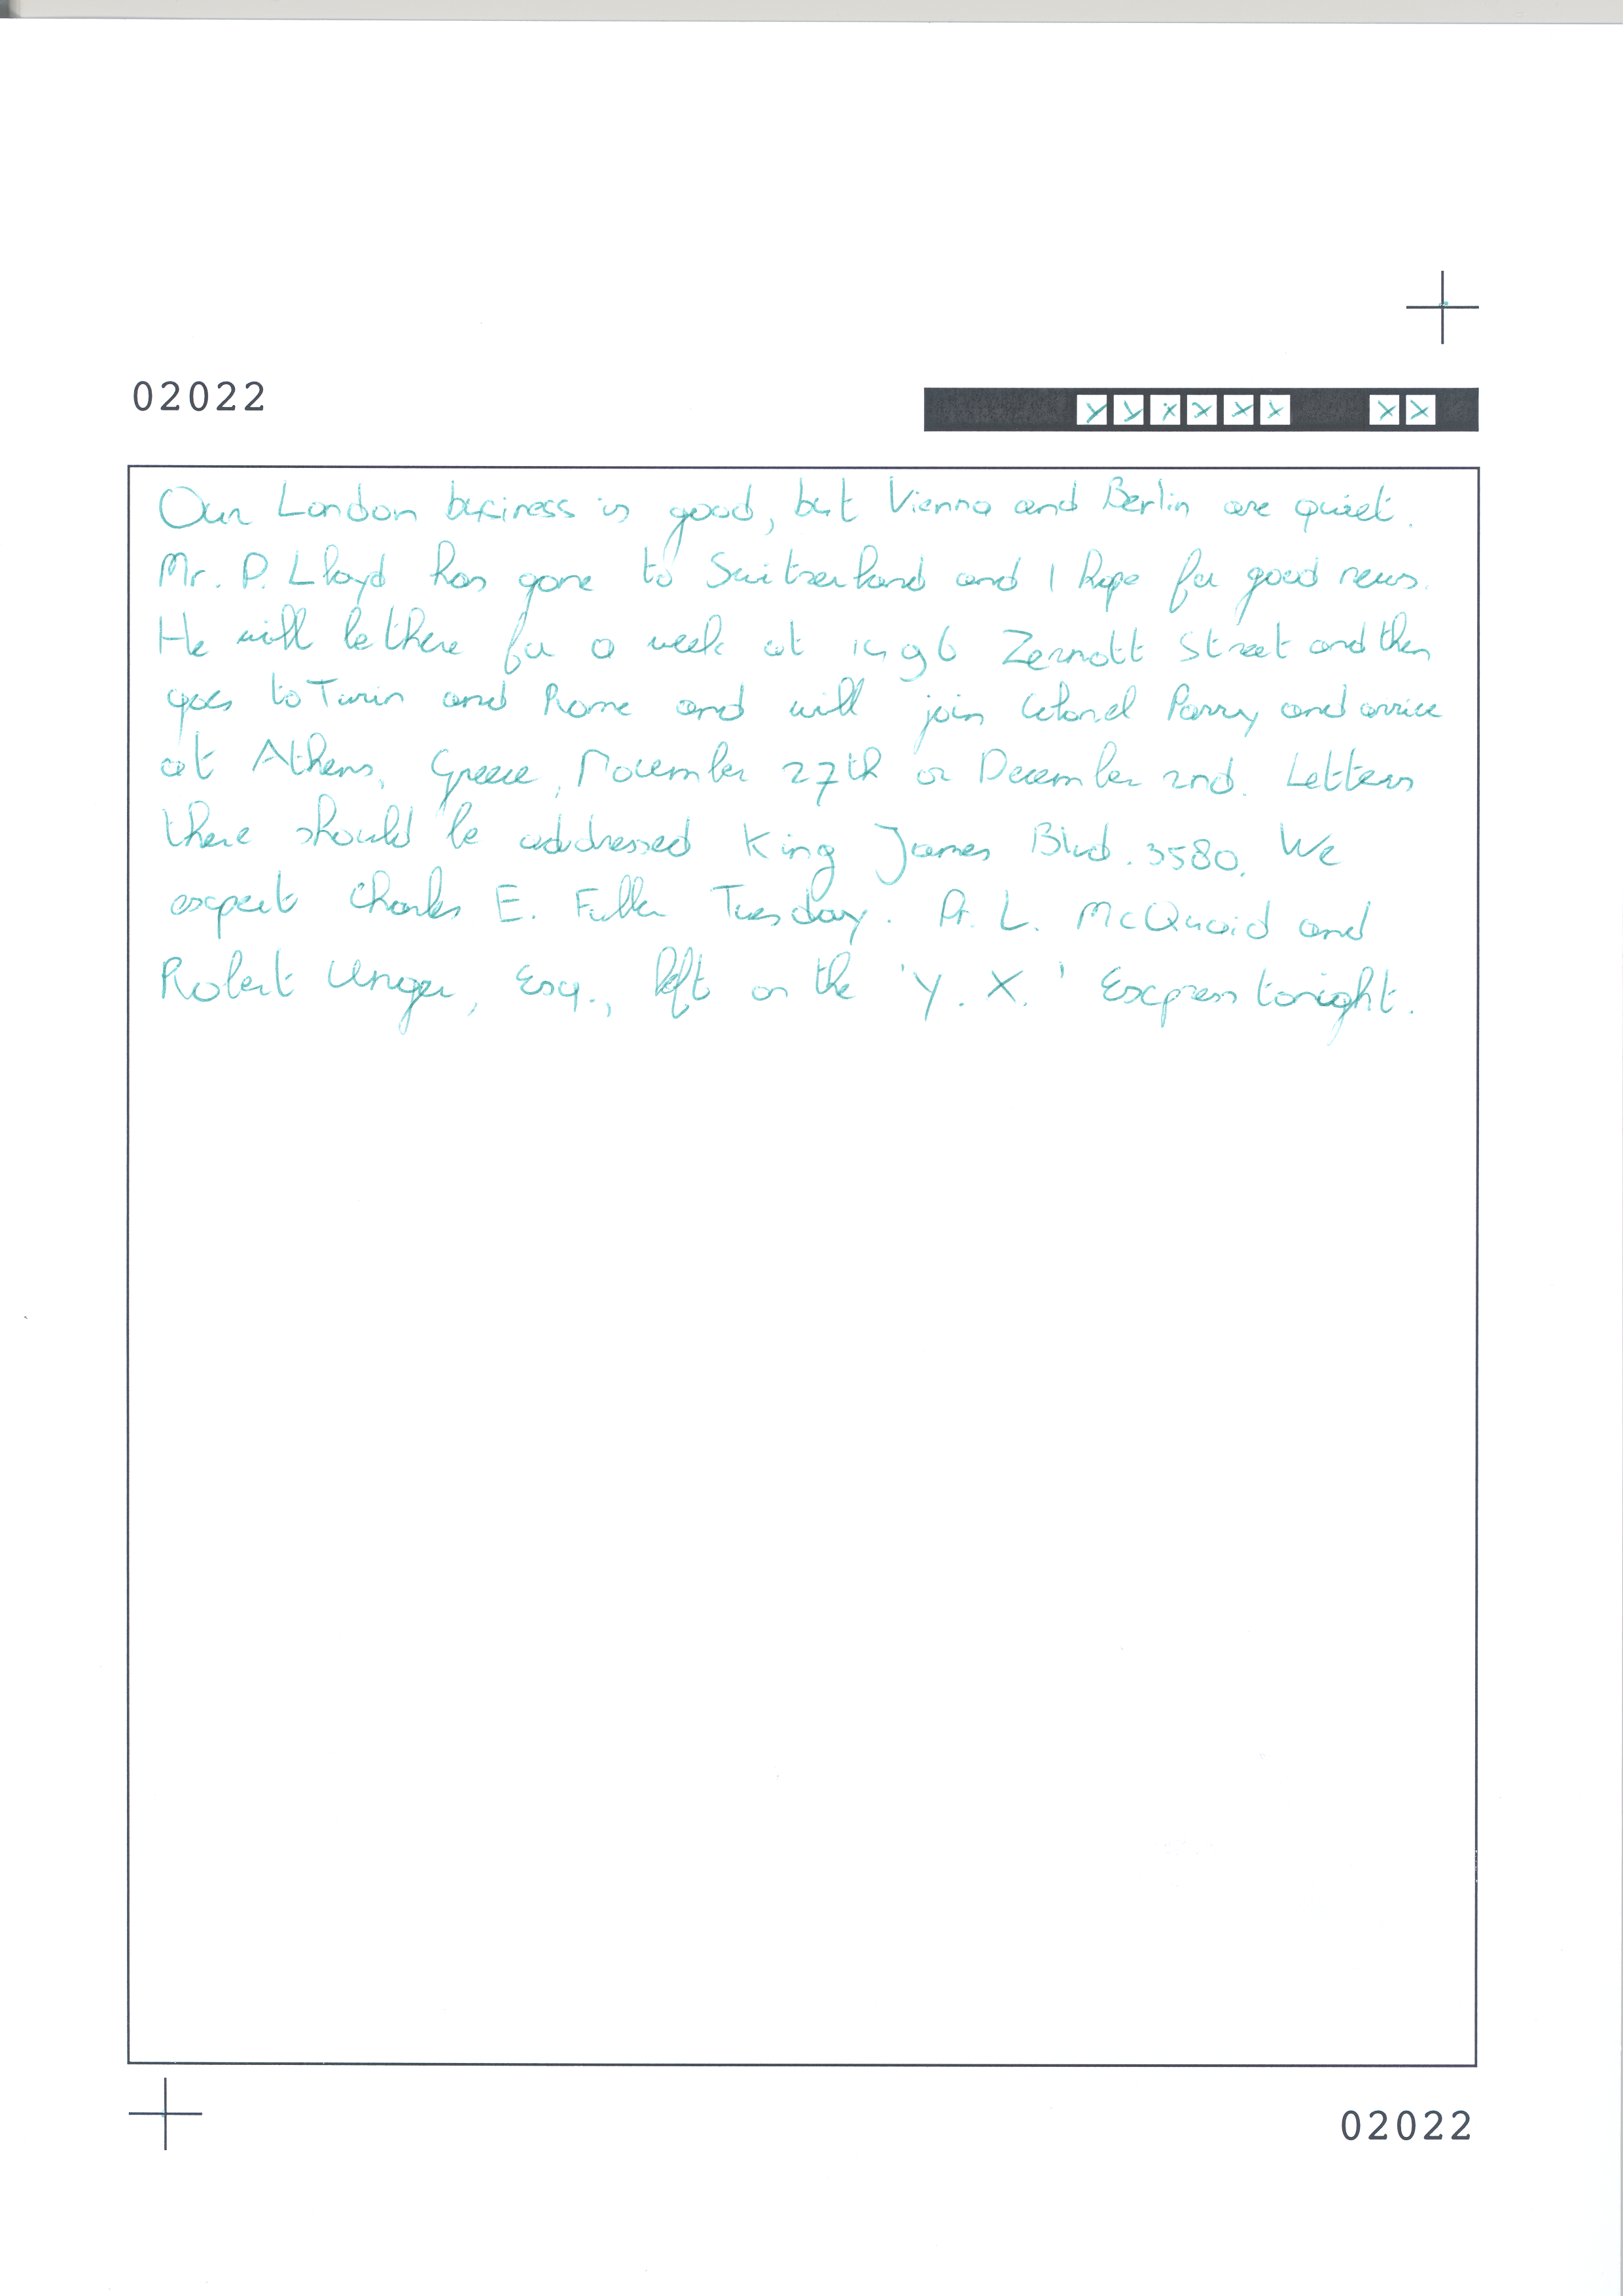 02022
Our London business is good, but Vienna and Berlin are quiet.
Mr. P. Lloyd has gone to Switzerland and I hope for good news.
He will be there for a week at 1496 Zermott Street and then
goes to Turin and Rome and will join Colonel Parry and arrive
at Athens, Greece, November 27th or December 2nd. Letters
there should be addressed King James Blvd. 3580. We
expect Charles E. Fuller Tuesday. Dr. L. McQuaid and
Robert Unger, Esq., left on the 'Y. X.' Express tonight.
02022